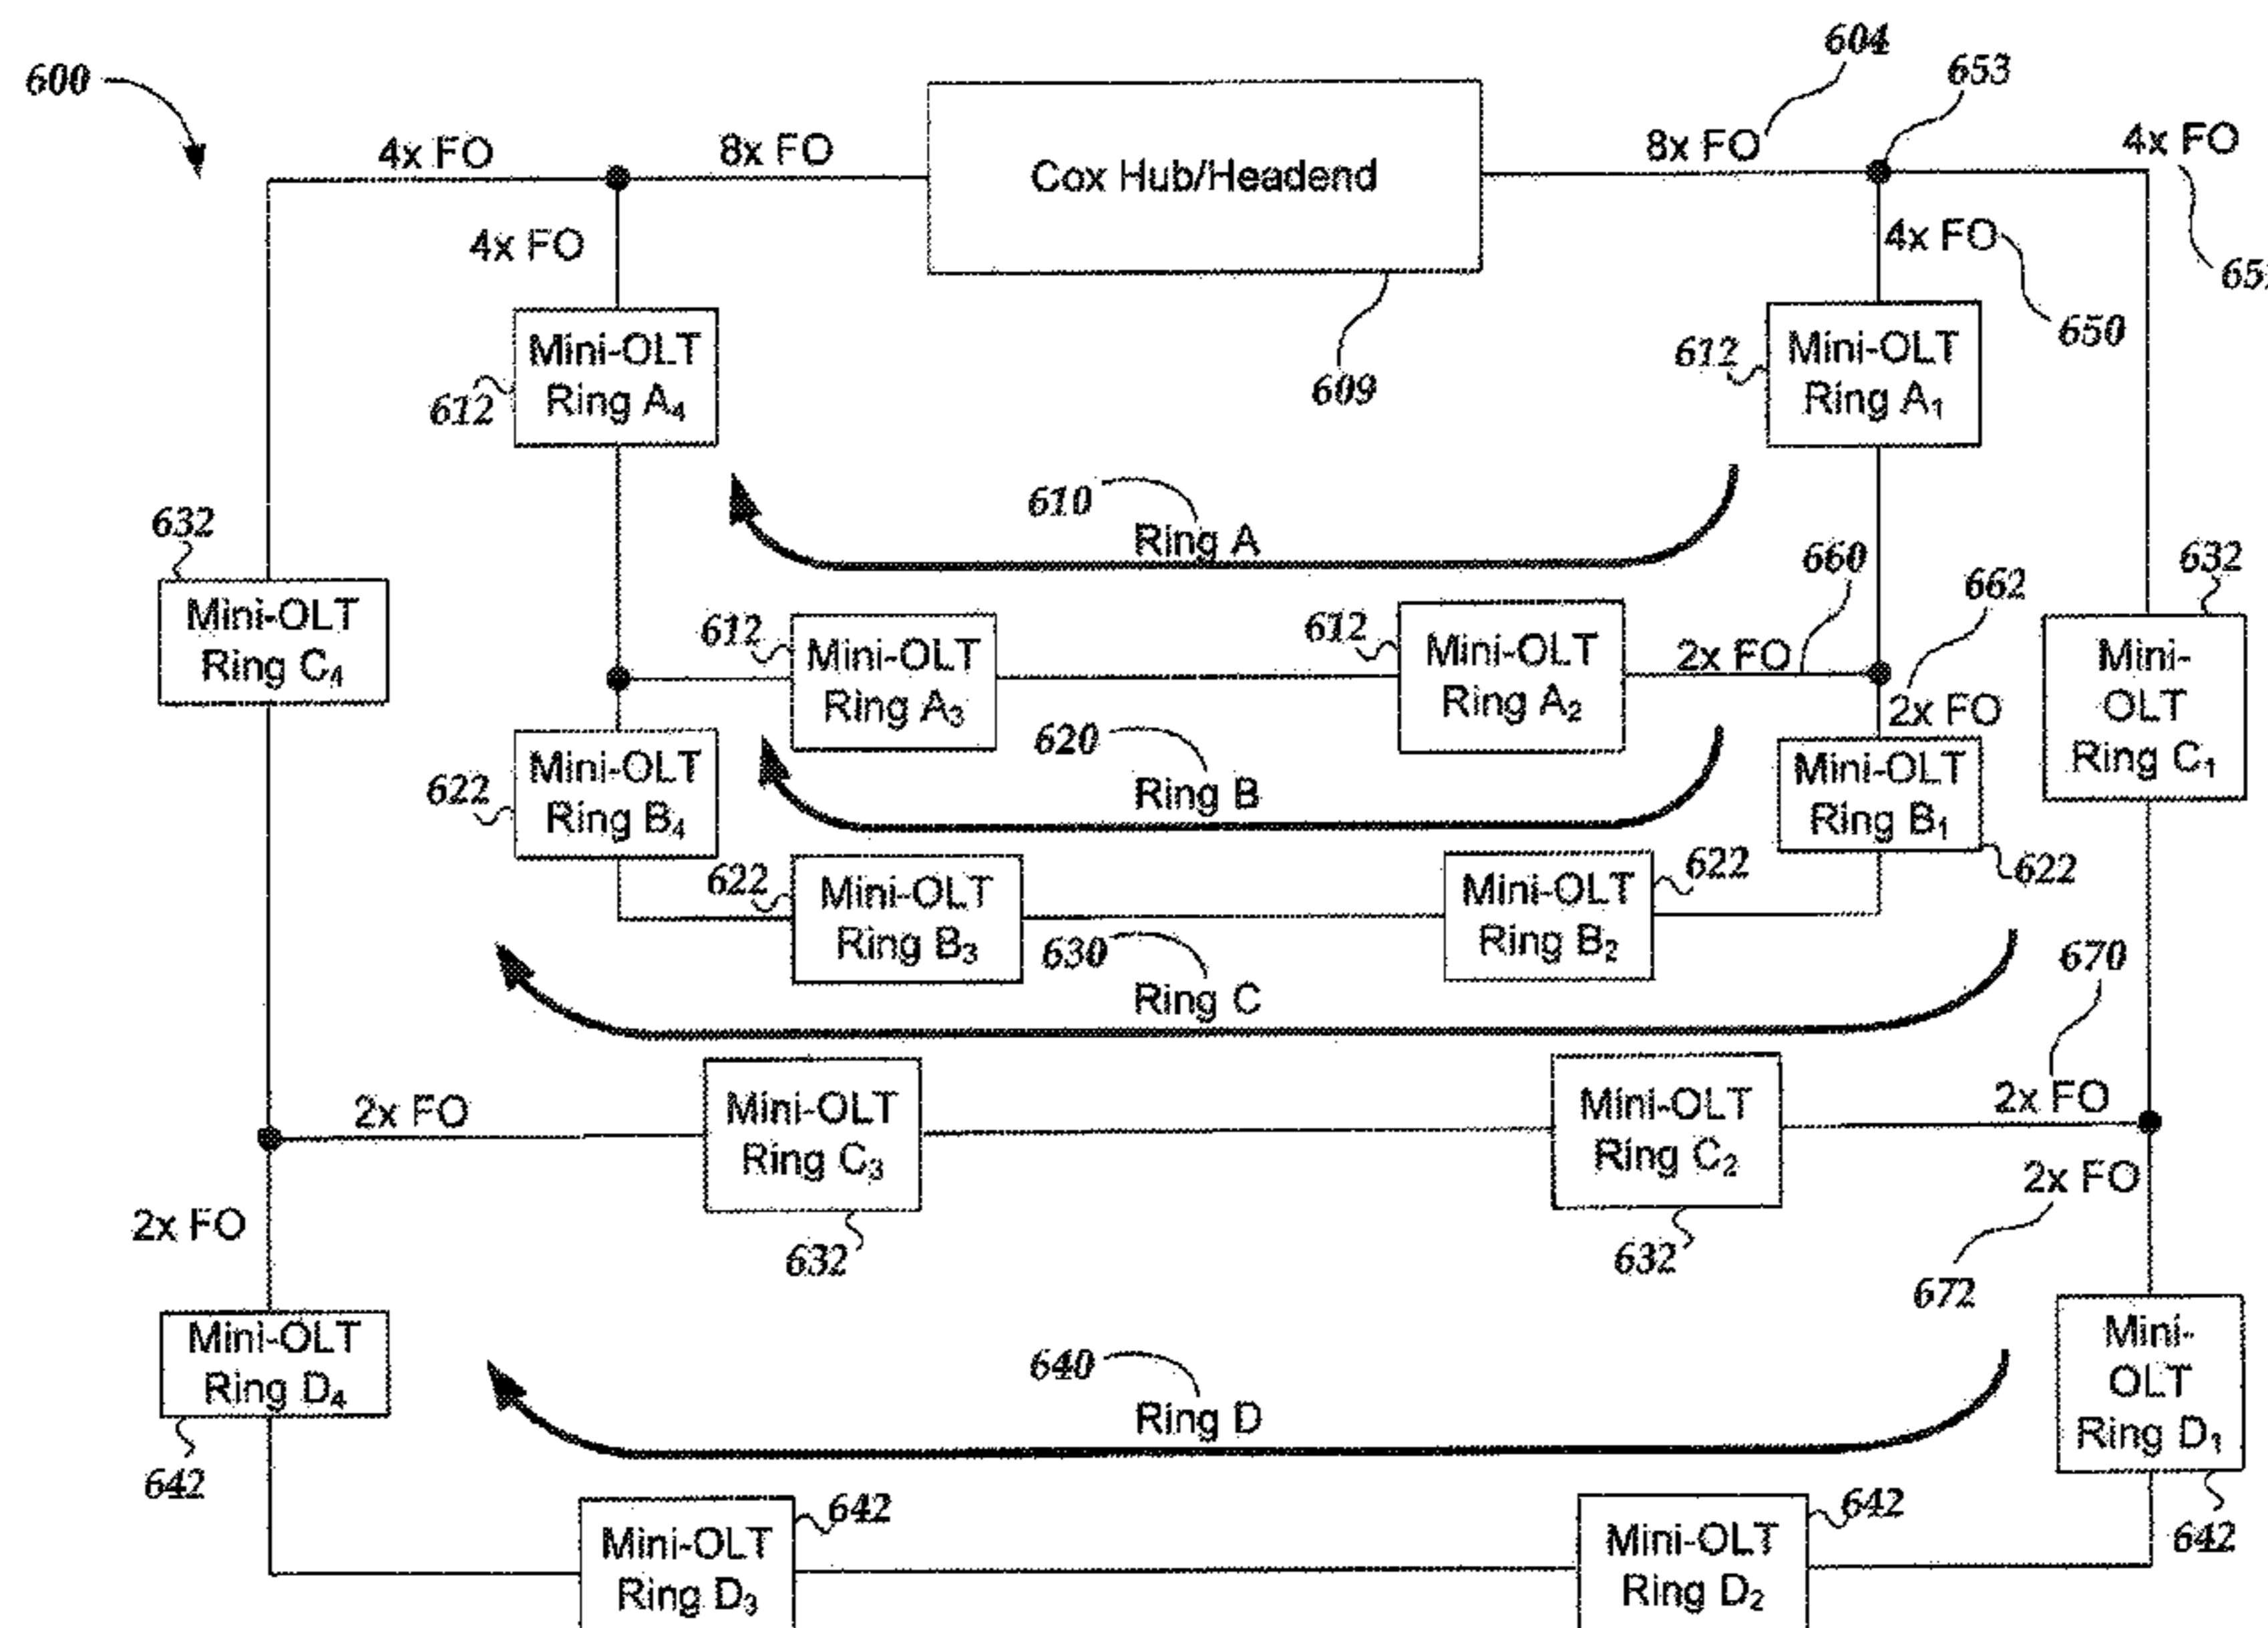 600
604
653
4x FO
8x FO
Cox Hub/Headend
8x FO
4x FO
4x FO
4x FO
650
609
612
Mini-OLT
Ring A4
612
Mini-OLT
Ring A1
610
Ring A
632
Mini-OLT
Ring C4
612
Mini-OLT
Ring A3
612
Mini-OLT
Ring A2
2x FO
660
662
2x FO
632
Mini-
OLT
Ring C1
622
Mini-OLT
Ring B4
620
Ring B
Mini-OLT
Ring B1
622
622
Mini-OLT
Ring B3
Mini-OLT
Ring B2
622
630
Ring C
670
2x FO
Mini-OLT
Ring C3
632
Mini-OLT
Ring C2
632
2x FO
2x FO
672
2x FO
Mini-OLT
Ring D4
642
640
Ring D
Mini-
OLT
Ring D1
642
Mini-OLT
Ring D3
642
Mini-OLT
Ring D2
642